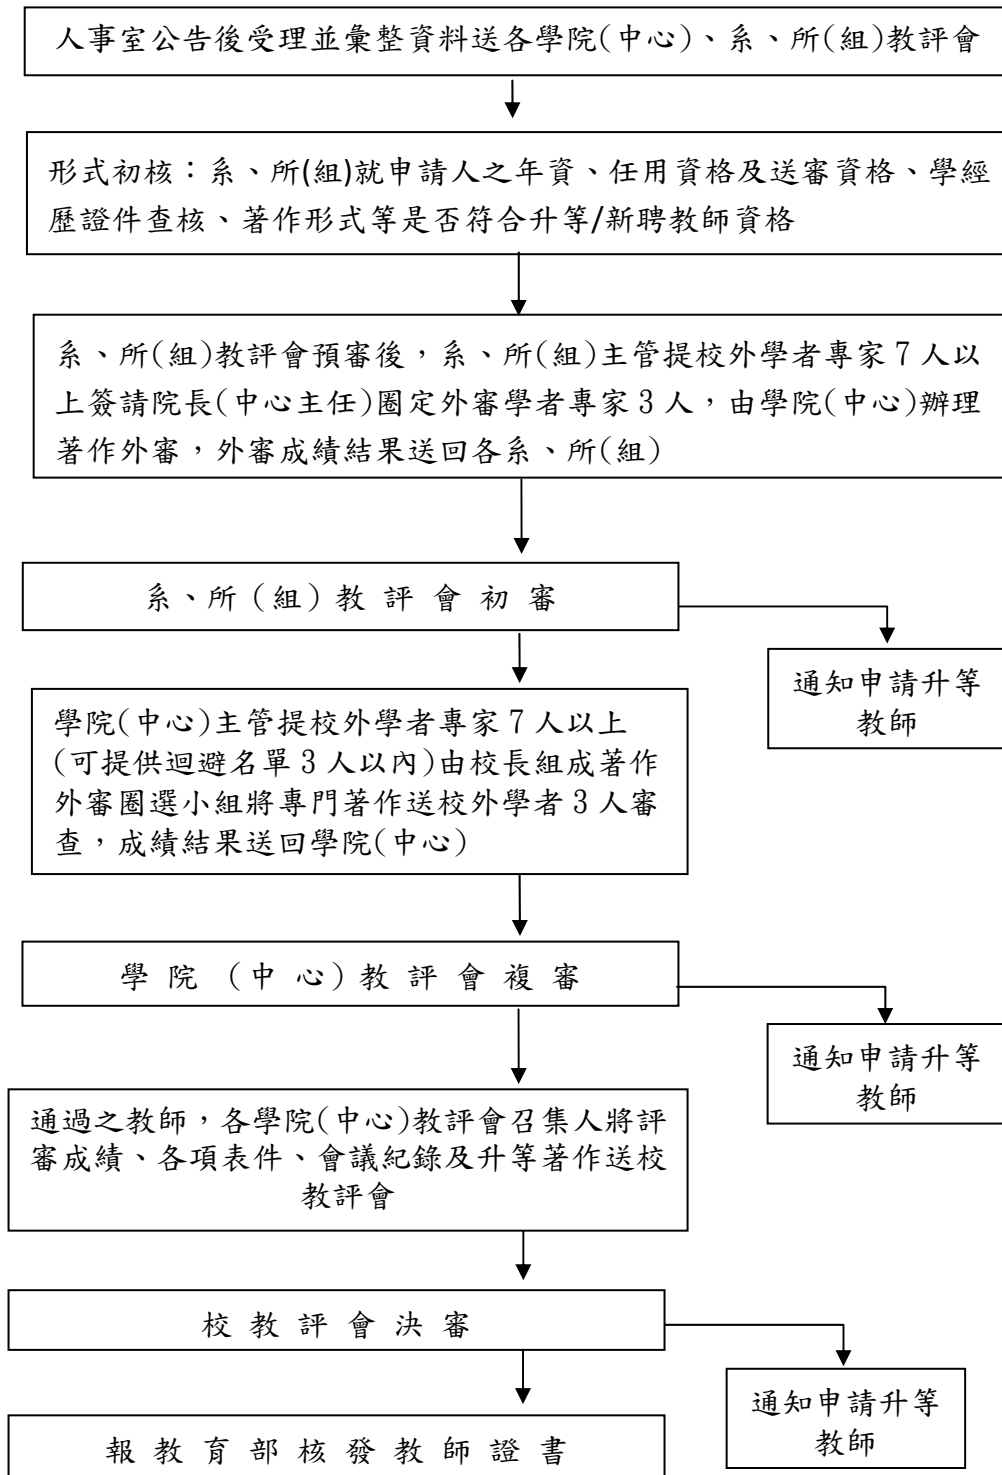 人事室公告後受理並彙整資料送各學院(中心)、系、所(組)教評會
形式初核：系、所(組)就申請人之年資、任用資格及送審資格、學經
歷證件查核、著作形式等是否符合升等/新聘教師資格
系、所(組)教評會預審後，系、所(組)主管提校外學者專家 7 人以
上簽請院長(中心主任)圈定外審學者專家 3 人，由學院(中心)辦理
著作外審，外審成績結果送回各系、所(組)
系、所（組）教 評 會 初 審
通知申請升等
教師
學院(中心)主管提校外學者專家 7 人以上
(可提供迴避名單 3 人以內)由校長組成著作
外審圈選小組將專門著作送校外學者 3 人審
查，成績結果送回學院(中心)
學 院 （中 心）教 評 會 複 審
通知申請升等
教師
通過之教師，各學院(中心)教評會召集人將評
審成績、各項表件、會議紀錄及升等著作送校
教評會
校 教 評 會 決 審
通知申請升等
教師
報 教 育 部 核 發 教 師 證 書